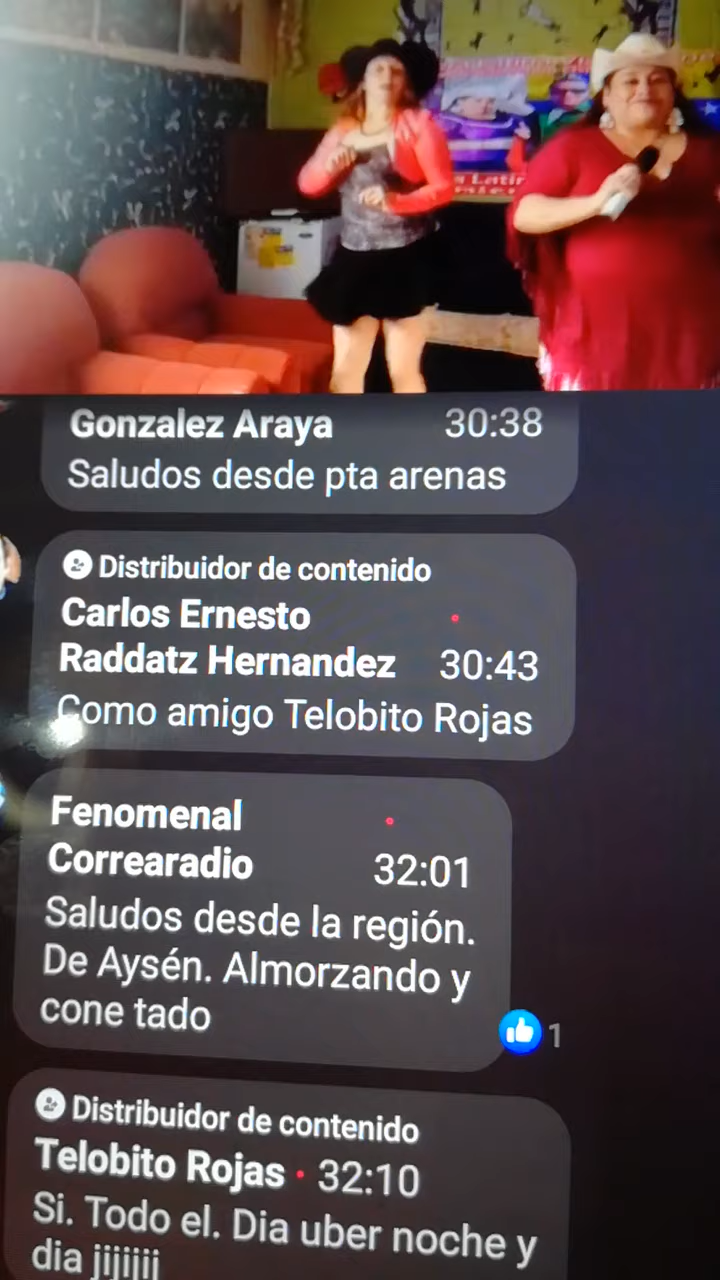 s Latin
Gonzalez Araya 30:38
Saludos desde pta arenas
Distribuidor de contenido
Carlos Ernesto
Raddatz Hernandez 30:43
Como amigo Telobito Rojas
Fenomenal
Correaradio 32:01
Saludos desde la región.
De Aysén. Almorzando y
cone tado
1
Distribuidor de contenido
Telobito Rojas · 32:10
Si. Todo el. Dia uber noche y
dia jijijiji